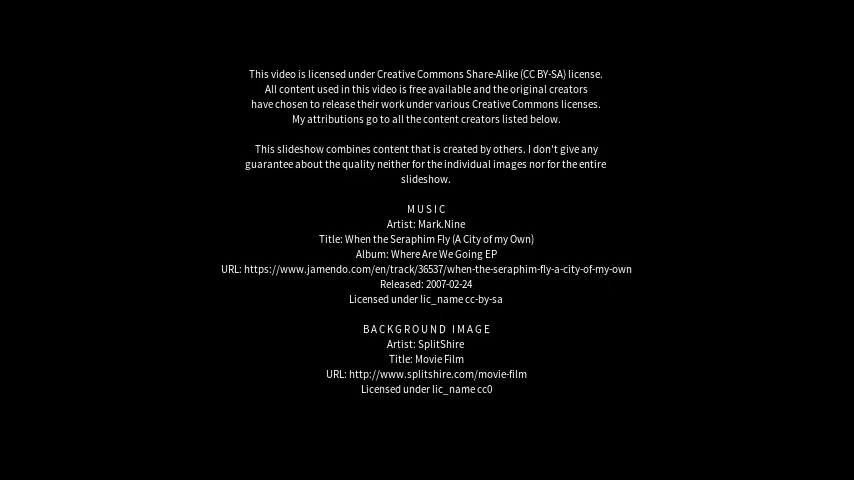 This video is licensed under Creative Commons Share-Alike (CC BY-SA) license.
All content used in this video is free available and the original creators
have chosen to release their work under various Creative Commons licenses.
My attributions go to all the content creators listed below.
This slideshow combines content that is created by others. I don't give any
guarantee about the quality neither for the individual images nor for the entire
slideshow.
MUSIC
Artist: Mark.Nine
Title: When the Seraphim Fly (A City of my Own)
Album: Where Are We Going EP
URL: https://www.jamendo.com/en/track/36537/when-the-seraphim-fly-a-city-of-my-own
Released: 2007-02-24
Licensed under lic_name cc-by-sa
BACKGROUND IMAGE
Artist: SplitShire
Title: Movie Film
URL: http://www.splitshire.com/movie-film
Licensed under lic_name cc0